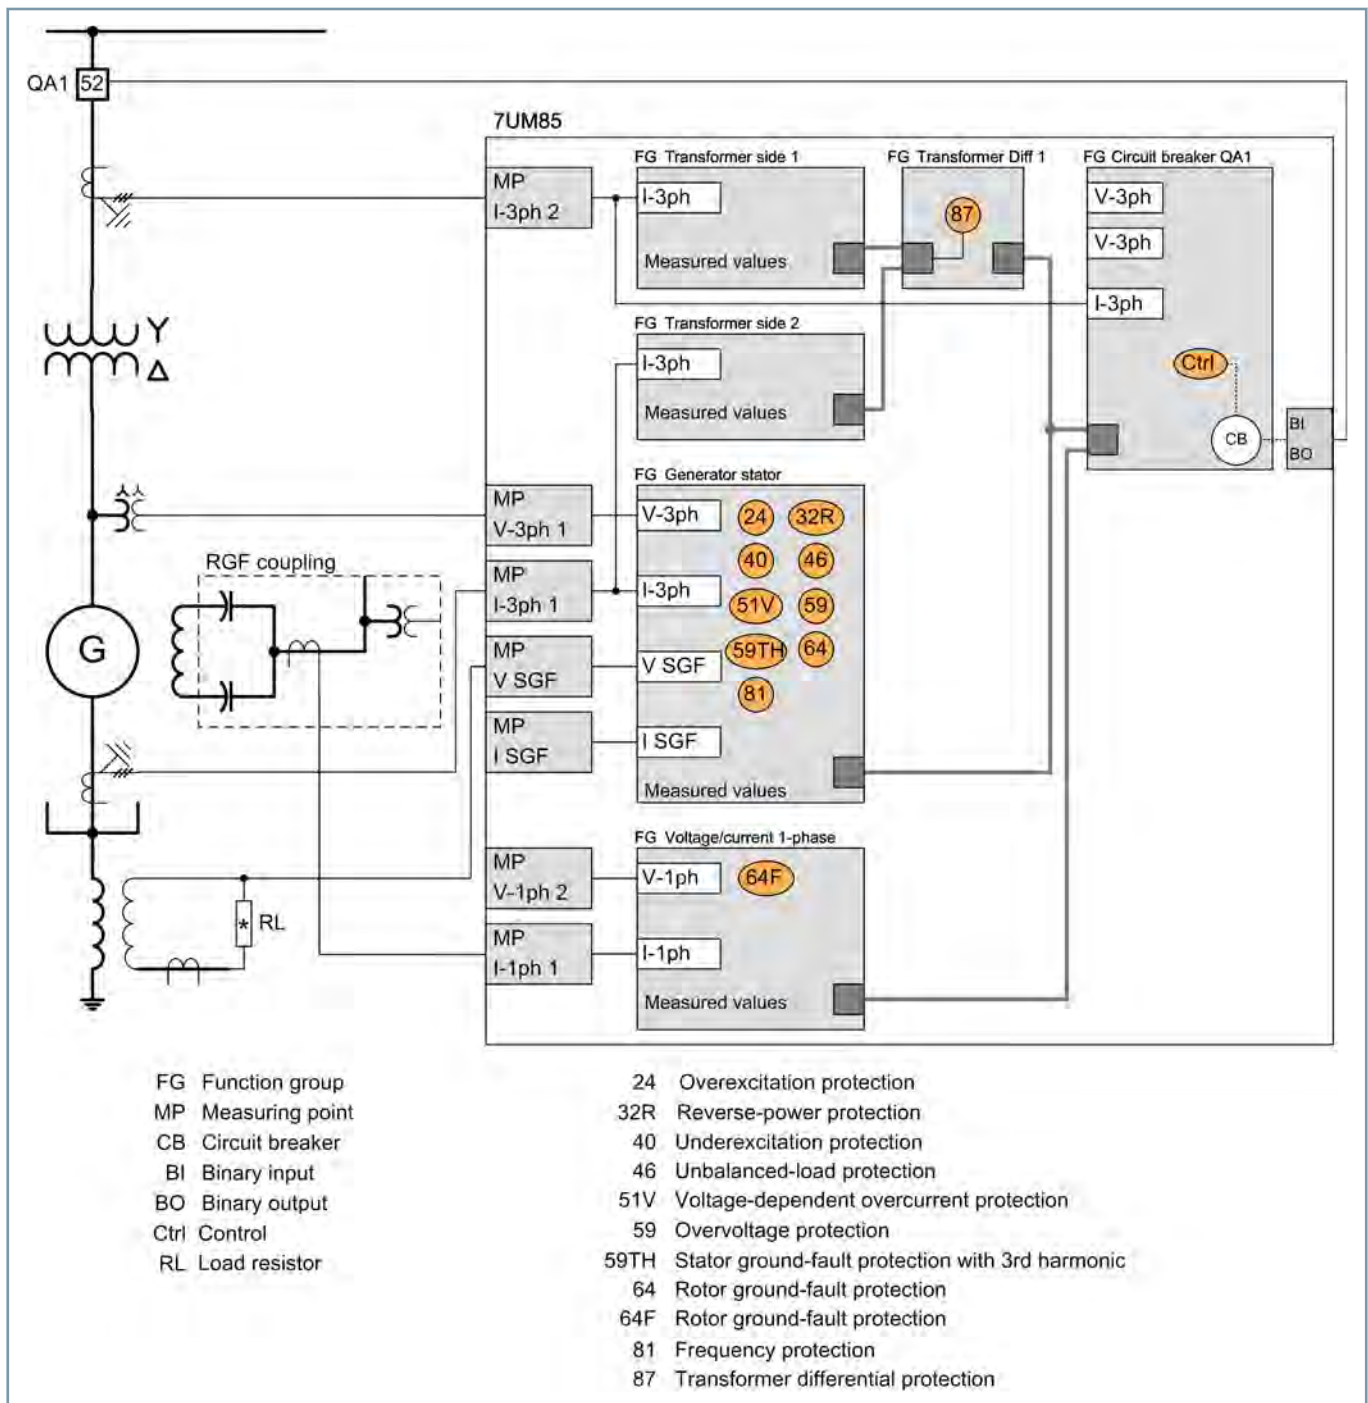 QA1 52
7UM85
FG Transformer side 1
FG Transformer Diff 1
FG Circuit breaker QA1
MP
I-3ph 2
I-3ph
Measured values
87
V-3ph
V-3ph
I-3ph
Ctrl
CB
BI
BO
Y
Δ
FG Transformer side 2
I-3ph
Measured values
FG Generator stator
MP
V-3ph 1
V-3ph
24
32R
RGF coupling
MP
I-3ph 1
I-3ph
40
46
51V
59
G
MP
V SGF
V SGF
59TH
64
81
MP
I SGF
I SGF
Measured values
FG Voltage/current 1-phase
MP
V-1ph 2
V-1ph
64F
* RL
MP
I-1ph 1
I-1ph
Measured values
FG Function group
MP Measuring point
CB Circuit breaker
BI Binary input
BO Binary output
Ctrl Control
RL Load resistor
24 Overexcitation protection
32R Reverse-power protection
40 Underexcitation protection
46 Unbalanced-load protection
51V Voltage-dependent overcurrent protection
59 Overvoltage protection
59TH Stator ground-fault protection with 3rd harmonic
64 Rotor ground-fault protection
64F Rotor ground-fault protection
81 Frequency protection
87 Transformer differential protection